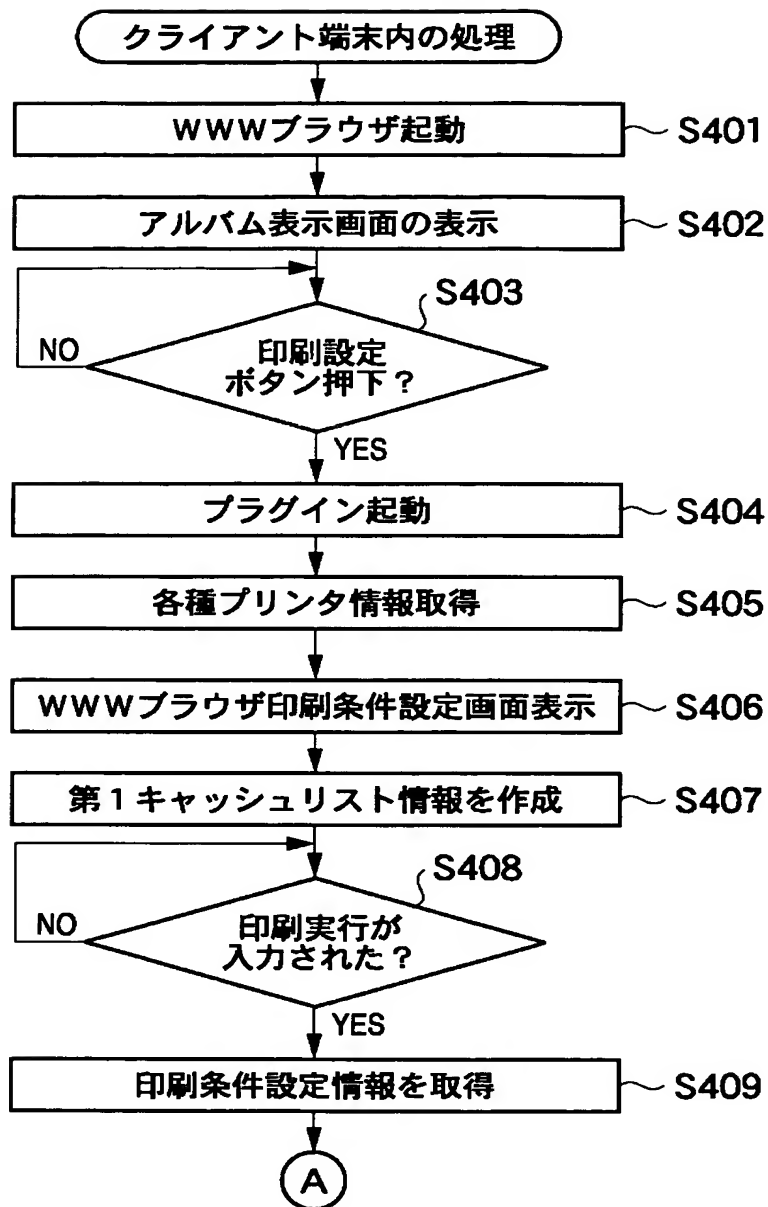 クライアント端末内の処理
WWWブラウザ起動 S401
アルバム表示画面の表示 S402
S403
NO
印刷設定
ボタン押下?
YES
プラグイン起動 S404
各種プリンタ情報取得 S405
WWWブラウザ印刷条件設定画面表示 S406
第1キャッシュリスト情報を作成 S407
S408
NO
印刷実行が
入力された?
YES
印刷条件設定情報を取得 S409
A